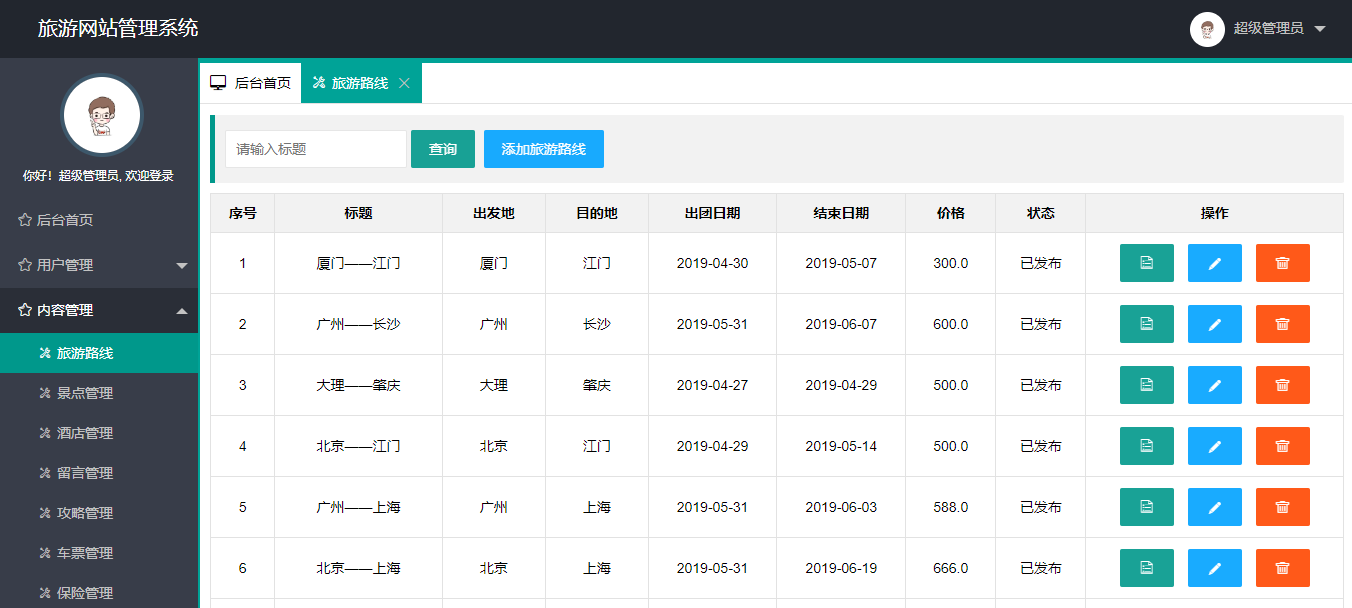 旅游网站管理系统
超级管理员
你好！超级管理员, 欢迎登录
后台首页
用户管理
内容管理
旅游路线
景点管理
酒店管理
留言管理
攻略管理
车票管理
保险管理
后台首页 旅游路线
请输入标题 查询 添加旅游路线
序号 标题 出发地 目的地 出团日期 结束日期 价格 状态 操作
1 厦门——江门 厦门 江门 2019-04-30 2019-05-07 300.0 已发布
2 广州——长沙 广州 长沙 2019-05-31 2019-06-07 600.0 已发布
3 大理——肇庆 大理 肇庆 2019-04-27 2019-04-29 500.0 已发布
4 北京——江门 北京 江门 2019-04-29 2019-05-14 500.0 已发布
5 广州——上海 广州 上海 2019-05-31 2019-06-03 588.0 已发布
6 北京——上海 北京 上海 2019-05-31 2019-06-19 666.0 已发布